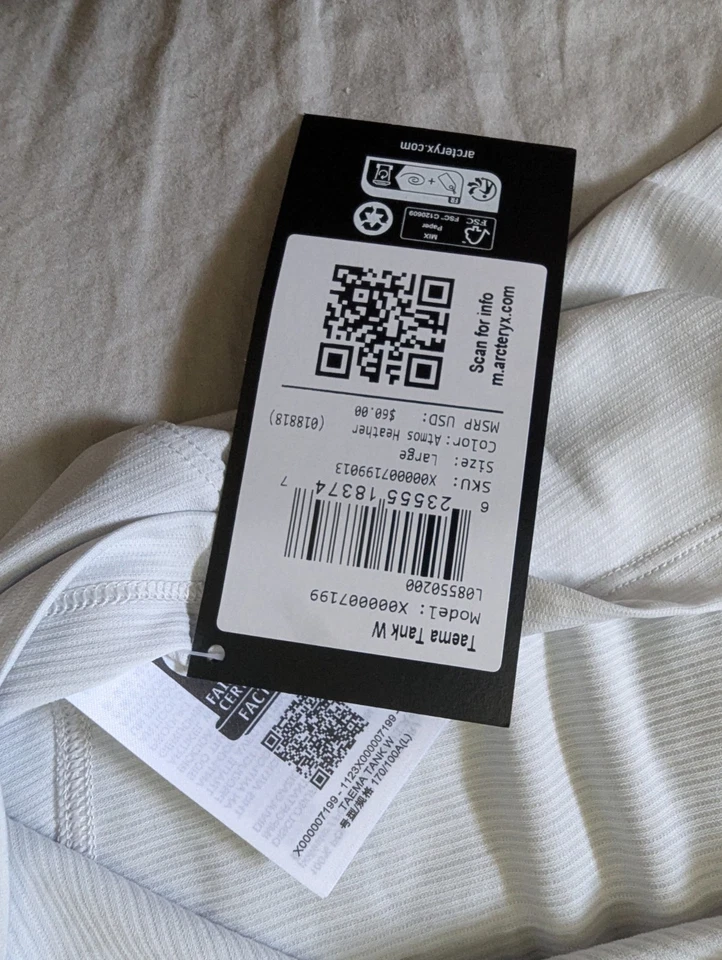 Taema Tank W
Model: X000007199
L08550200
6 23555 18374 7
SKU: X000007199013
Size: Large
Color: Atmos Heather (018818)
MSRP USD: $60.00
Scan for info
m.arcteryx.com
MIX
Paper
FSC
FSC™ C120609
FR
arcteryx.com
X000007199 - 1123X000007199 -
TAEMA TANK W
号型/规格 170/100A(L)